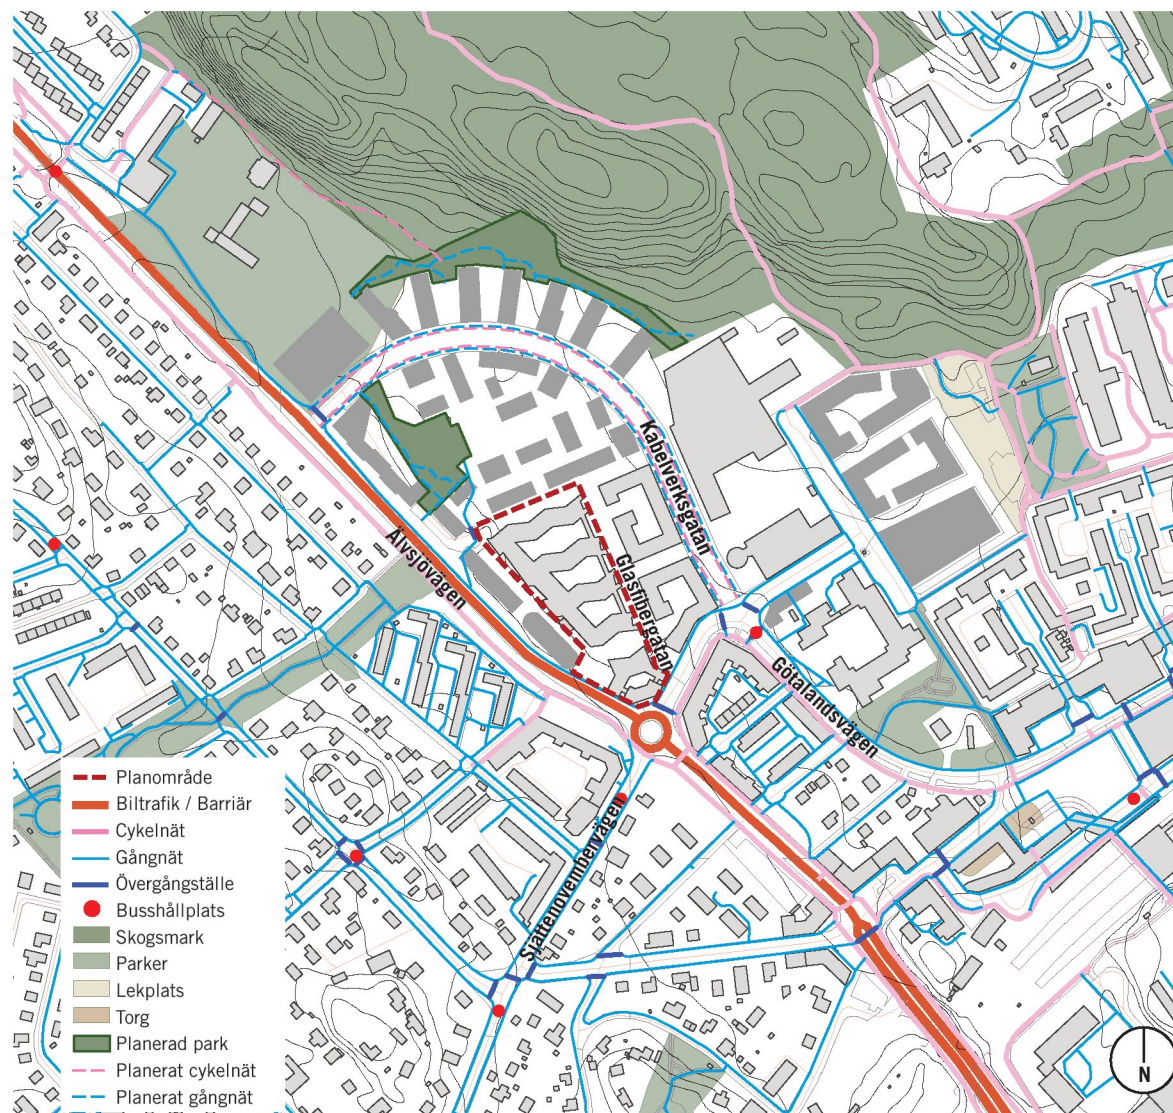 Kabelverksgatan
Älvsjövägen
Glasfibergatan
Götalandsvägen
Sjättenovembervägen
Planområde
Biltrafik / Barriär
Cykelnät
Gångnät
Övergångställe
Busshållplats
Skogsmark
Parker
Lekplats
Torg
Planerad park
Planerat cykelnät
Planerat gångnät
N